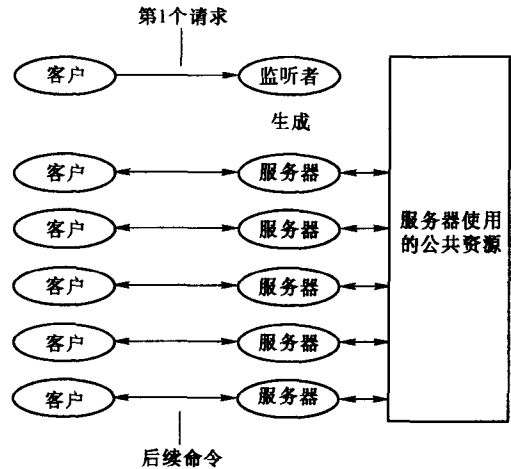 第1个请求
客户 监听者
生成
客户 服务器
客户 服务器
服务器使用
的公共资源
客户 服务器
客户 服务器
客户 服务器
后续命令